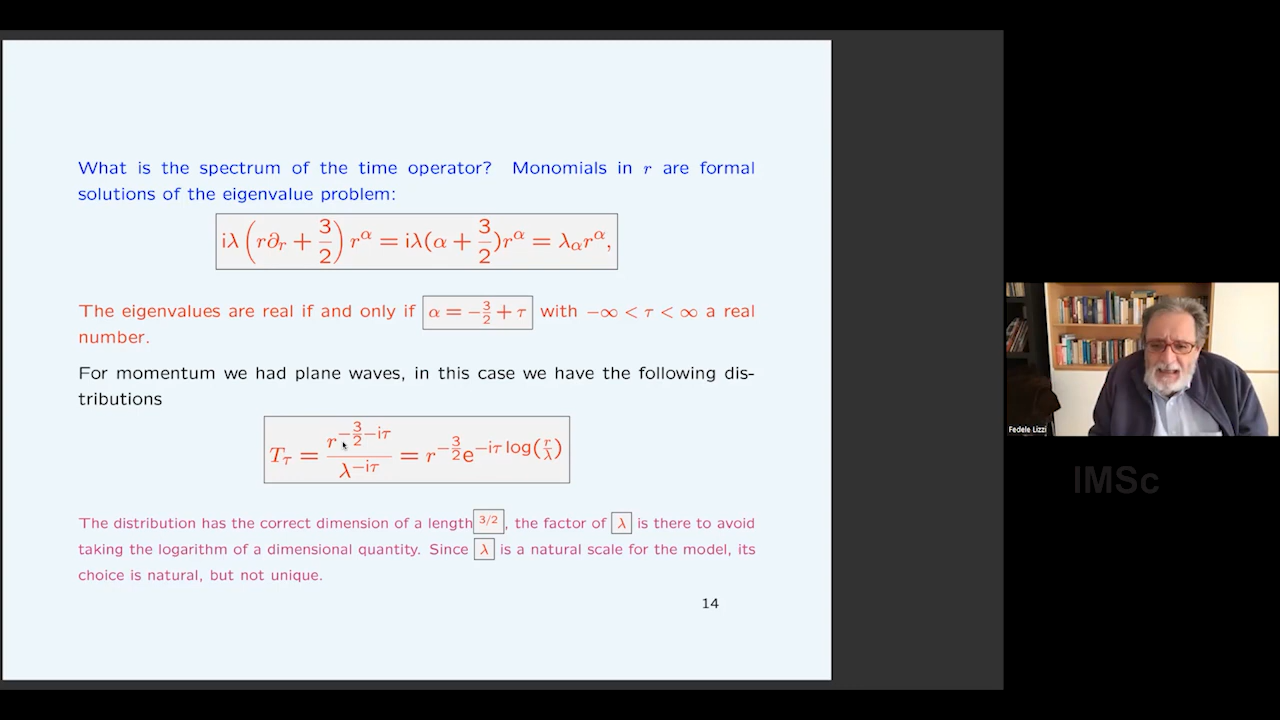 What is the spectrum of the time operator? Monomials in r are formal
solutions of the eigenvalue problem:
iλ(r∂ᵣ + 3/2) r^α = iλ(α + 3/2)r^α = λ_α r^α,
The eigenvalues are real if and only if α = −3/2 + τ with −∞ < τ < ∞ a real
number.
For momentum we had plane waves, in this case we have the following dis-
tributions
T_τ = r^{−3/2−iτ}/λ^{−iτ} = r^{−3/2}e^{−iτ log(r/λ)}
The distribution has the correct dimension of a length^{3/2}, the factor of λ is there to avoid
taking the logarithm of a dimensional quantity. Since λ is a natural scale for the model, its
choice is natural, but not unique.
14
Fedele Lizzi
IMSc